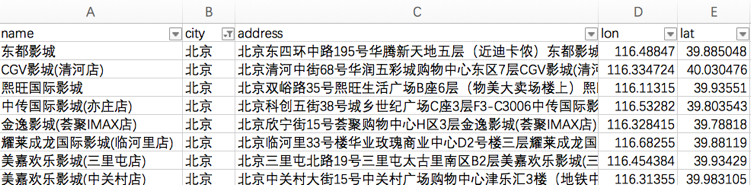 A B C D E
name city address lon lat
东都影城 北京 北京东四环中路195号华腾新天地五层（近迪卡侬）东都影城 116.48847 39.885048
CGV影城(清河店) 北京 北京清河中街68号华润五彩城购物中心东区7层CGV影城(清河 116.334724 40.030476
熙旺国际影城 北京 北京双峪路35号熙旺生活广场B座6层（物美大卖场楼上）熙旺 116.11315 39.93551
中传国际影城(亦庄店) 北京 北京科创五街38号城乡世纪广场C座3层F3-C3006中传国际影 116.53282 39.803543
金逸影城(荟聚IMAX店) 北京 北京欣宁街15号荟聚购物中心H区3层金逸影城(荟聚IMAX店) 116.328415 39.78818
耀莱成龙国际影城(临河里店) 北京 北京临河里33号楼华业玫瑰商业中心D2号楼三层耀莱成龙国 116.68255 39.88119
美嘉欢乐影城(三里屯店) 北京 北京三里屯北路19号三里屯太古里南区B2层美嘉欢乐影城(三 116.454384 39.93429
美嘉欢乐影城(中关村店) 北京 北京中关村大街15号中关村广场购物中心津乐汇3楼（地铁中 116.31355 39.983105